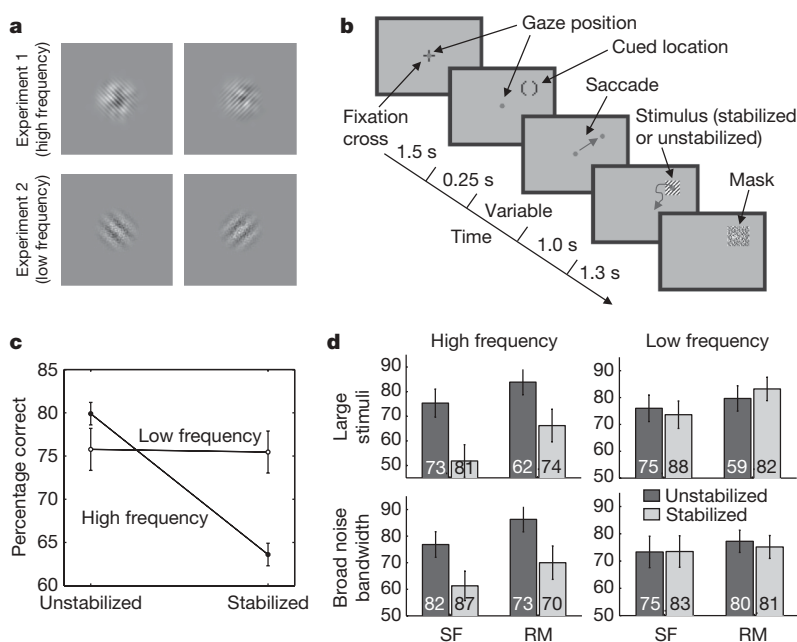 a
Experiment 1
(high frequency)
Experiment 2
(low frequency)
b
Gaze position
Cued location
Saccade
Fixation
cross
Stimulus (stabilized
or unstabilized)
Mask
1.5 s
0.25 s
Variable
Time
1.0 s
1.3 s
c
Percentage correct
85
80
75
70
65
60
Low frequency
High frequency
Unstabilized
Stabilized
d
High frequency
Low frequency
Large
stimuli
90
80
70
60
50
73
81
62
74
90
80
70
60
50
75
88
59
82
Broad noise
bandwidth
90
80
70
60
50
82
87
73
70
SF
RM
Unstabilized
Stabilized
90
80
70
60
50
75
83
80
81
SF
RM